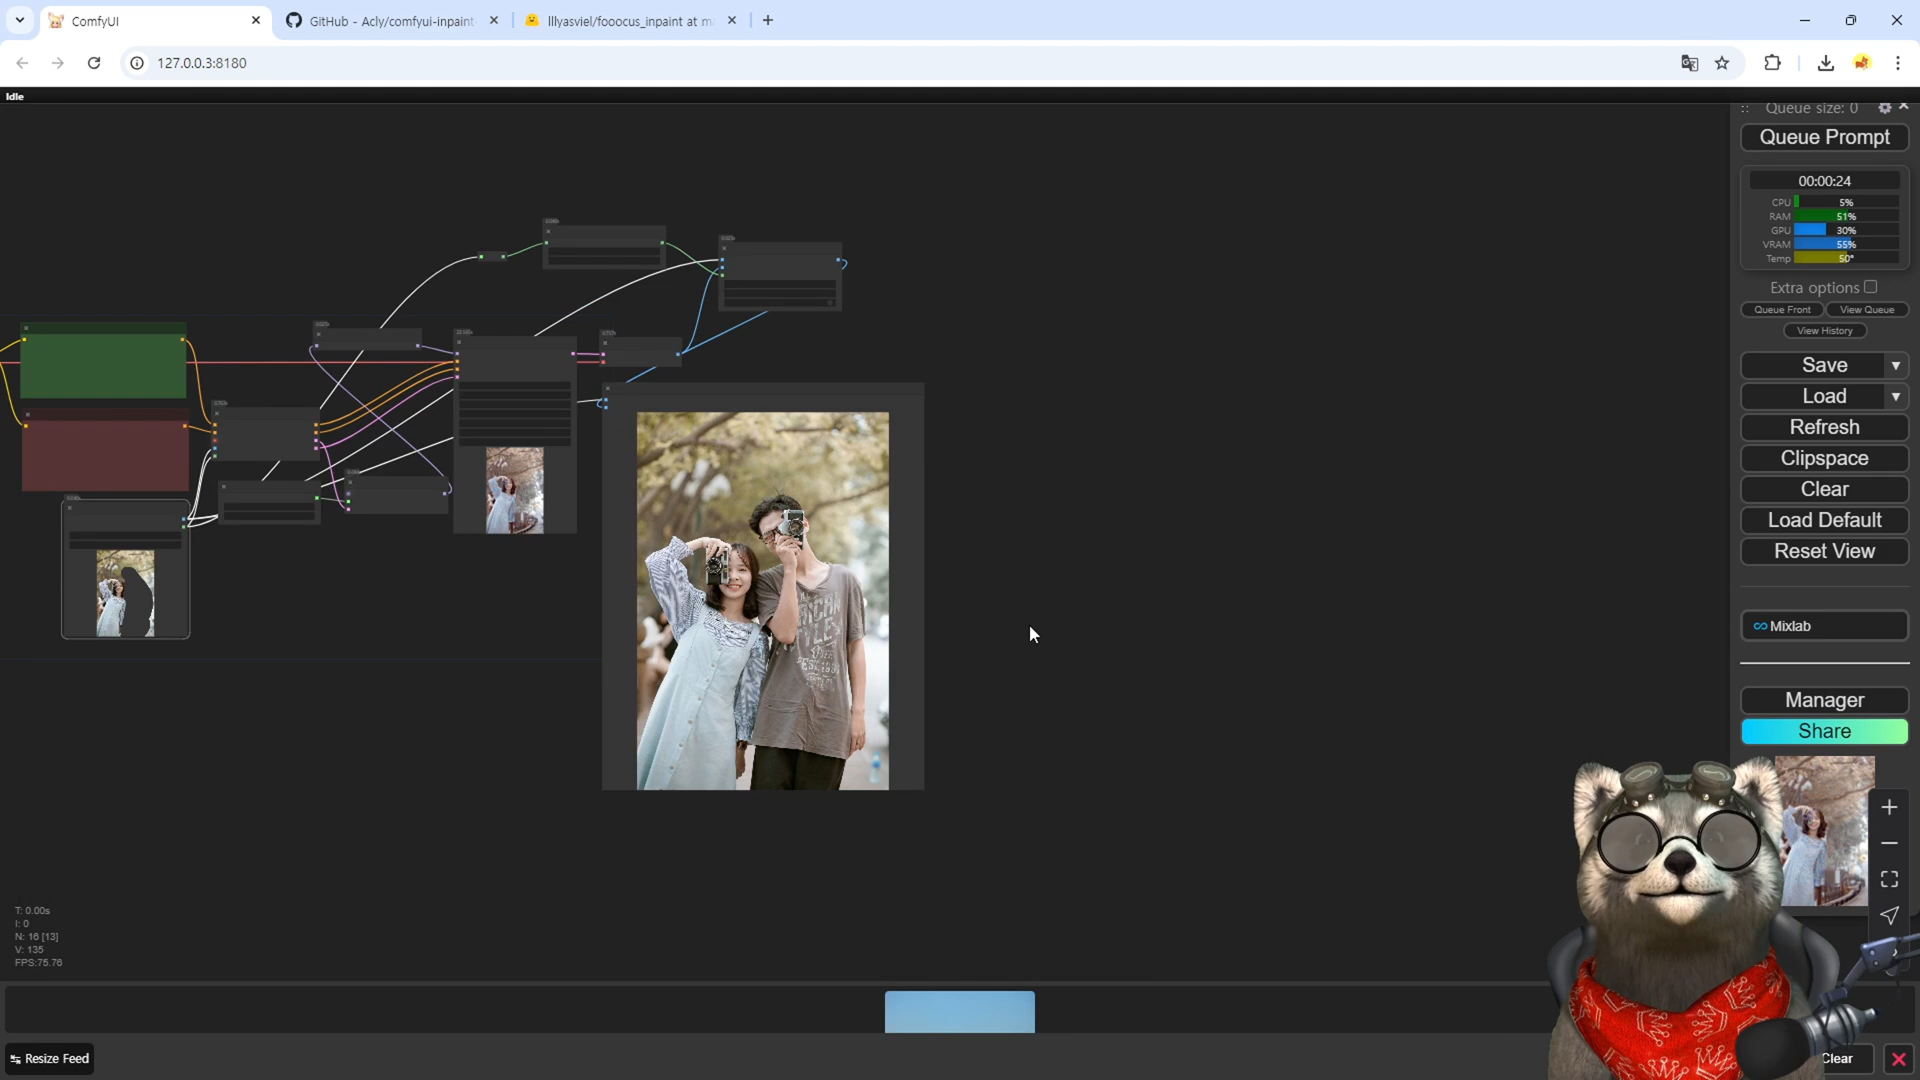 ComfyUI
GitHub - Acly/comfyui-inpaint
lllyasviel/fooocus_inpaint at m
127.0.0.3:8180
Idle
Queue size: 0
Queue Prompt
00:00:24
CPU 5%
RAM 51%
GPU 30%
VRAM 55%
Temp 50°
Extra options
Queue Front
View Queue
View History
Save
Load
Refresh
Clipspace
Clear
Load Default
Reset View
Mixlab
Manager
Share
T: 0.00s
I: 0
N: 16 [13]
V: 135
FPS:75.76
Resize Feed
Clear